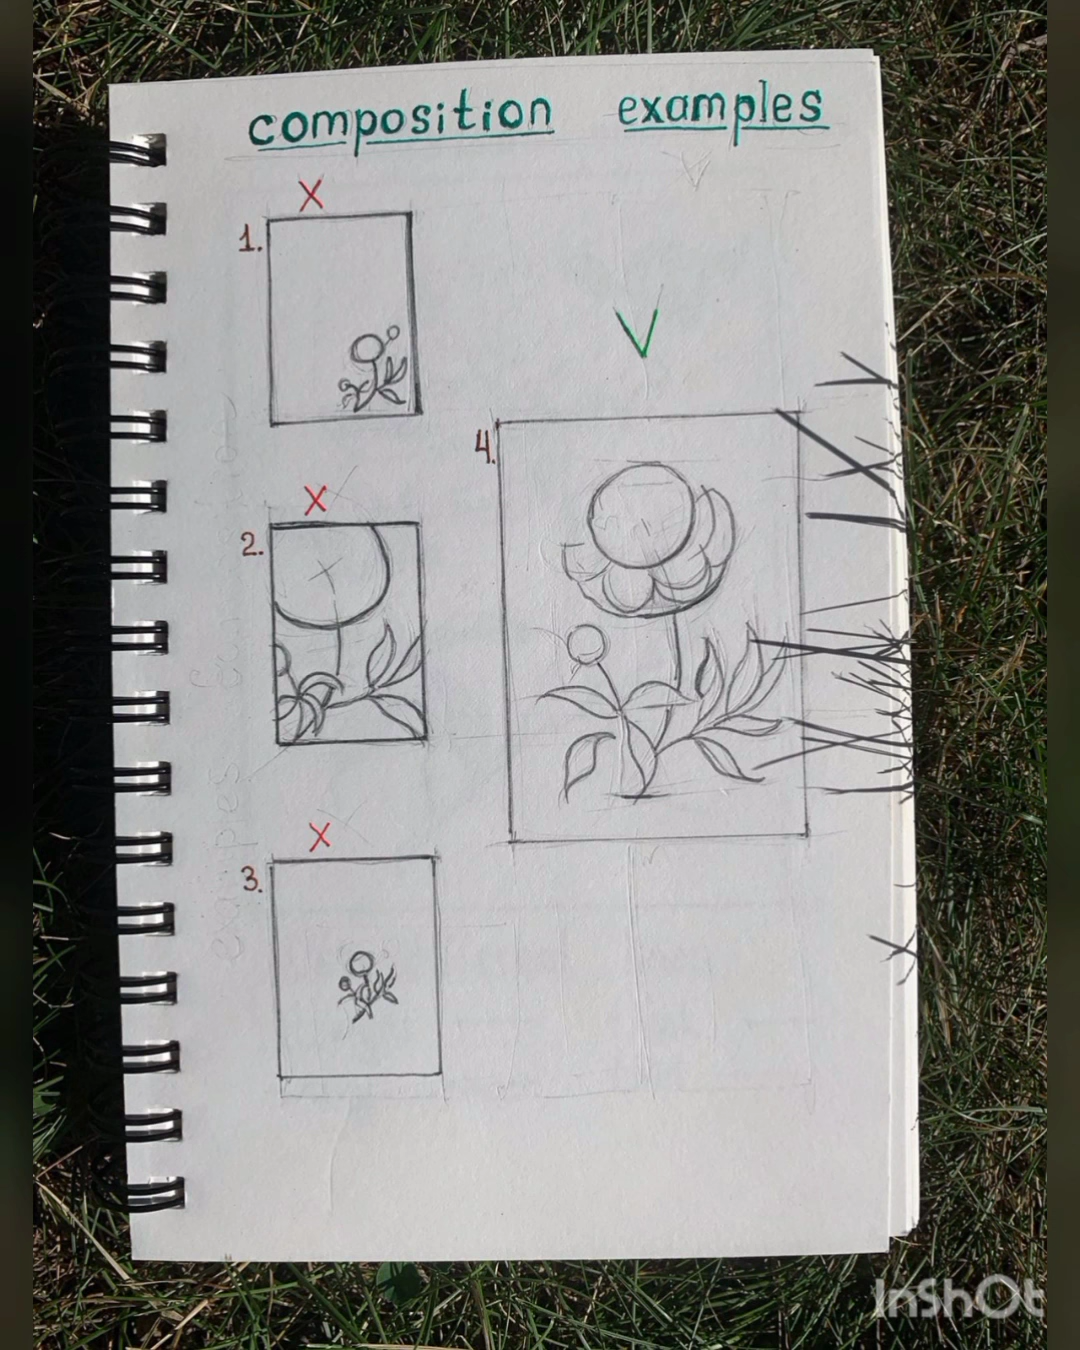 composition examples
X
1.
V
4.
X
2.
X
3.
InShOt